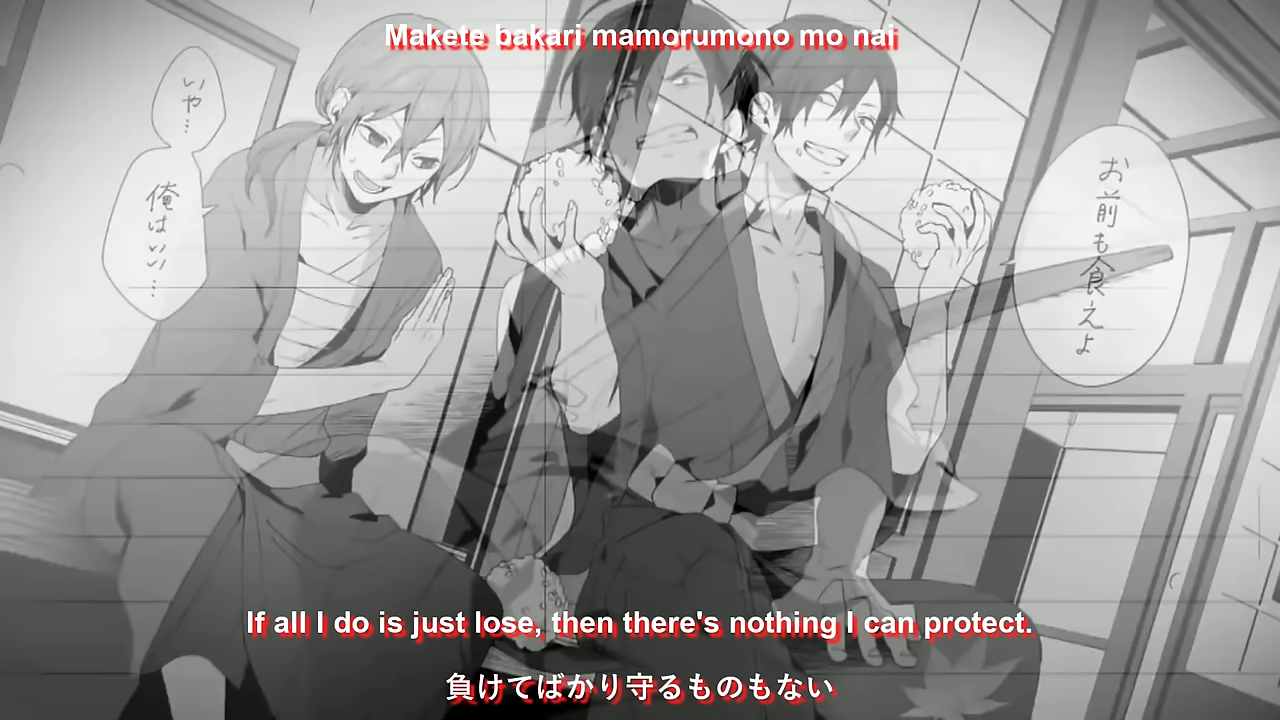 Makete bakari mamorumono mo nai
お前も食えよ
いや…
俺はいい…
If all I do is just lose, then there's nothing I can protect.
負けてばかり守るものもない